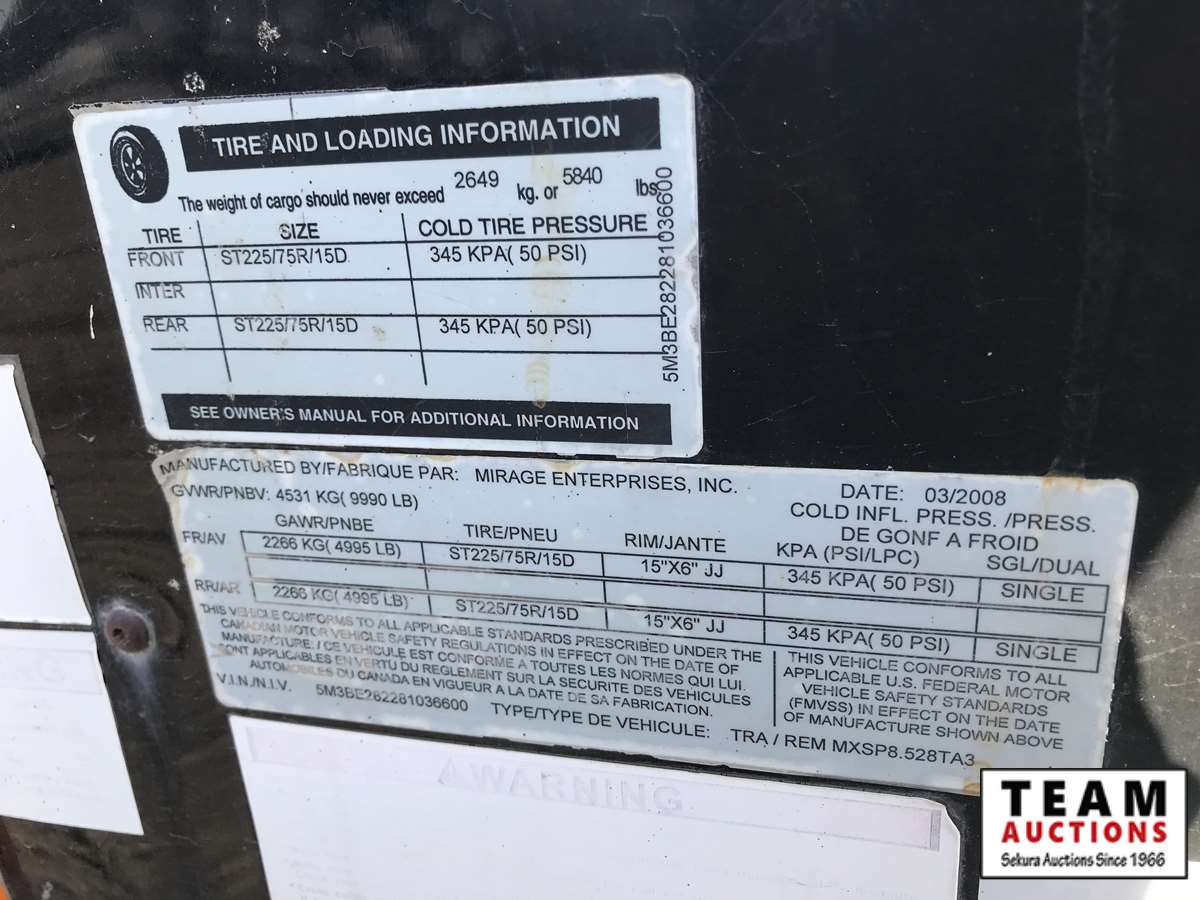 TIRE AND LOADING INFORMATION
The weight of cargo should never exceed 2649 kg. or 5840 lbs.
TIRE SIZE COLD TIRE PRESSURE
FRONT ST225/75R/15D 345 KPA( 50 PSI)
INTER
REAR ST225/75R/15D 345 KPA( 50 PSI)
SEE OWNER'S MANUAL FOR ADDITIONAL INFORMATION
5M3BE282281036600
MANUFACTURED BY/FABRIQUE PAR: MIRAGE ENTERPRISES, INC. DATE: 03/2008
GVWR/PNBV: 4531 KG( 9990 LB) COLD INFL. PRESS. /PRESS.
DE GONF A FROID
GAWR/PNBE TIRE/PNEU RIM/JANTE KPA (PSI/LPC) SGL/DUAL
FR/AV 2266 KG( 4995 LB) ST225/75R/15D 15"X6" JJ 345 KPA( 50 PSI) SINGLE
RR/AR 2266 KG( 4995 LB) ST225/75R/15D 15"X6" JJ 345 KPA( 50 PSI) SINGLE
THIS VEHICLE CONFORMS TO ALL APPLICABLE STANDARDS PRESCRIBED UNDER THE
CANADIAN MOTOR VEHICLE SAFETY REGULATIONS IN EFFECT ON THE DATE OF
MANUFACTURE. / CE VEHICULE EST CONFORME A TOUTES LES NORMES QUI LUI
SONT APPLICABLES EN VERTU DU REGLEMENT SUR LA SECURITE DES VEHICULES
AUTOMOBILES DU CANADA EN VIGUEUR A LA DATE DE SA FABRICATION.
THIS VEHICLE CONFORMS TO ALL
APPLICABLE U.S. FEDERAL MOTOR
VEHICLE SAFETY STANDARDS
(FMVSS) IN EFFECT ON THE DATE
OF MANUFACTURE SHOWN ABOVE
V.I.N./N.I.V. 5M3BE262281036600 TYPE/TYPE DE VEHICULE: TRA / REM MXSP8.528TA3
WARNING
TEAM
AUCTIONS
Sekura Auctions Since 1966